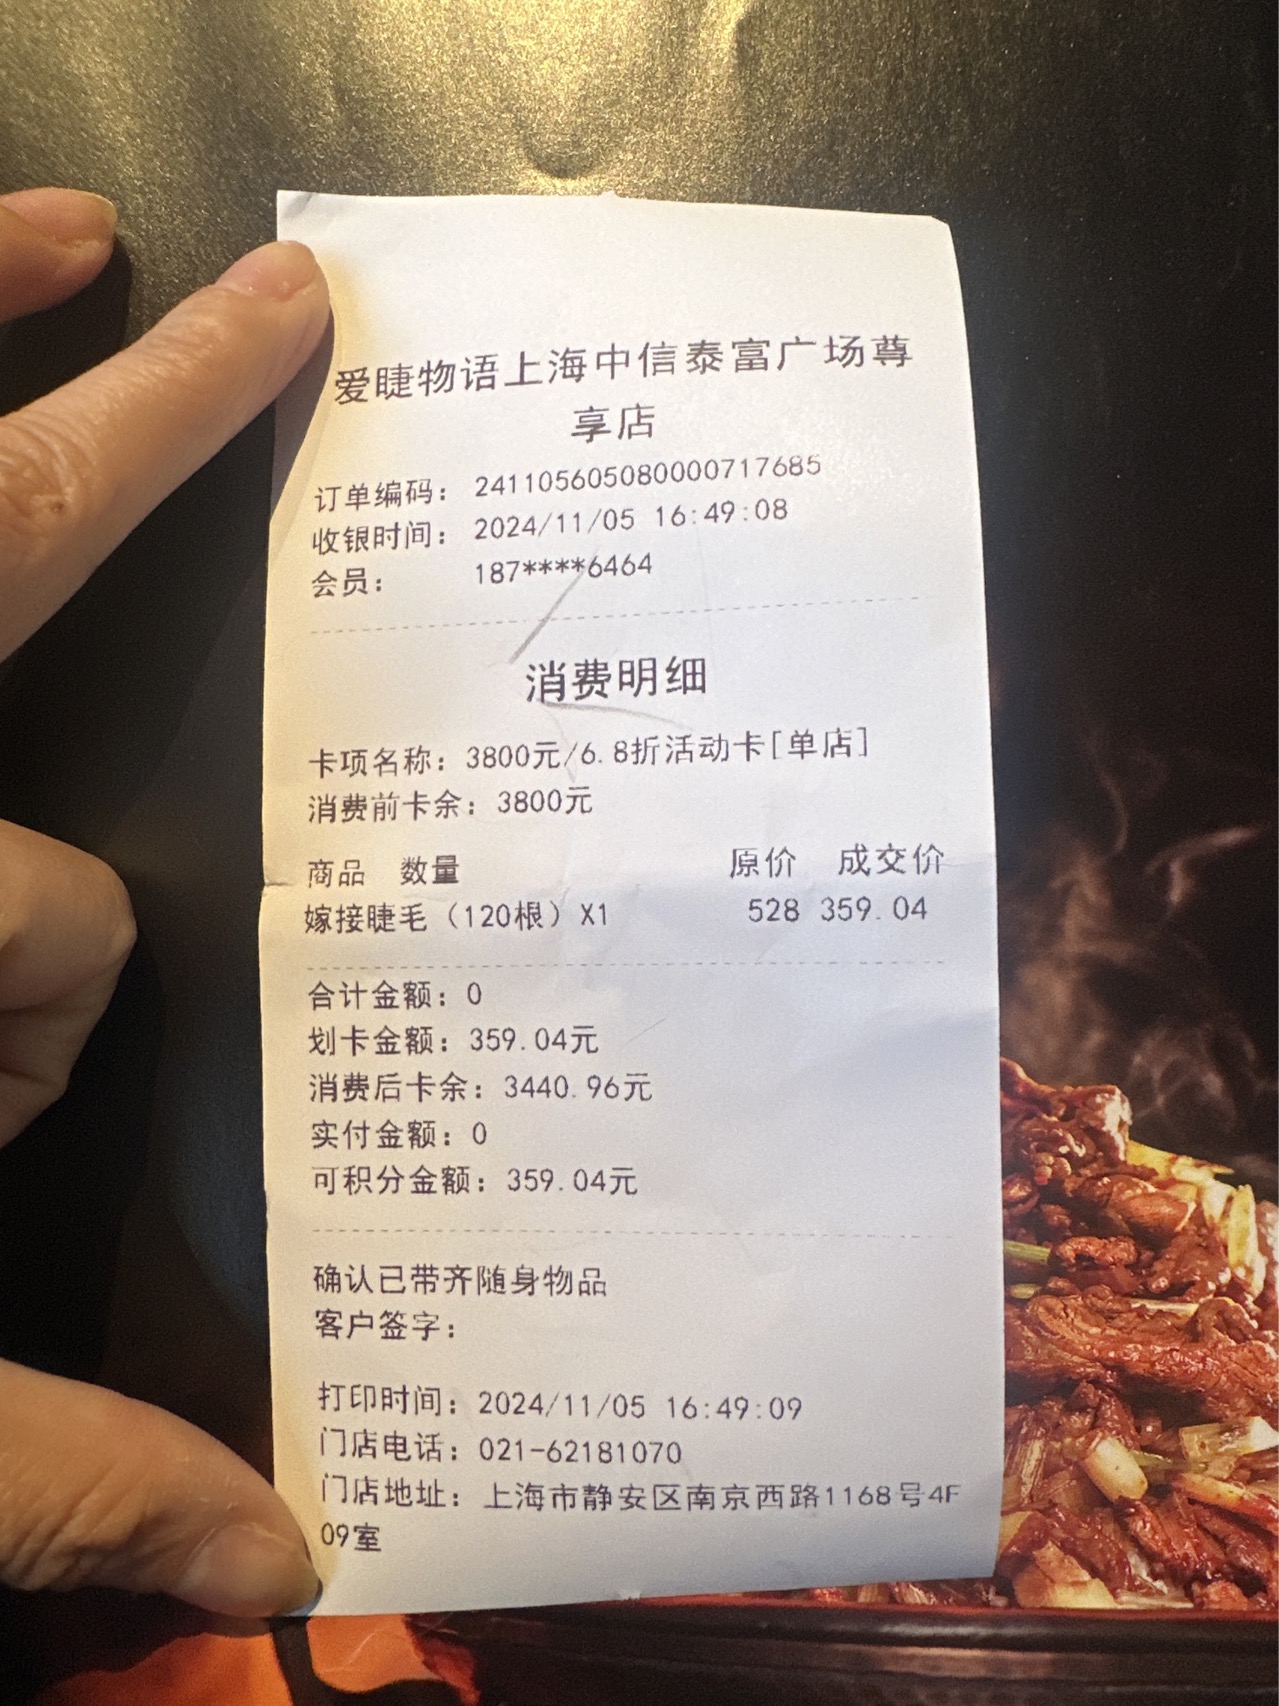 爱睫物语上海中信泰富广场尊
享店
订单编码： 241105605080000717685
收银时间： 2024/11/05 16:49:08
会员： 187****6464
消费明细
卡项名称：3800元/6.8折活动卡[单店]
消费前卡余：3800元
商品 数量 原价 成交价
嫁接睫毛（120根）X1 528 359.04
合计金额：0
划卡金额：359.04元
消费后卡余：3440.96元
实付金额：0
可积分金额：359.04元
确认已带齐随身物品
客户签字：
打印时间：2024/11/05 16:49:09
门店电话：021-62181070
门店地址：上海市静安区南京西路1168号4F
09室